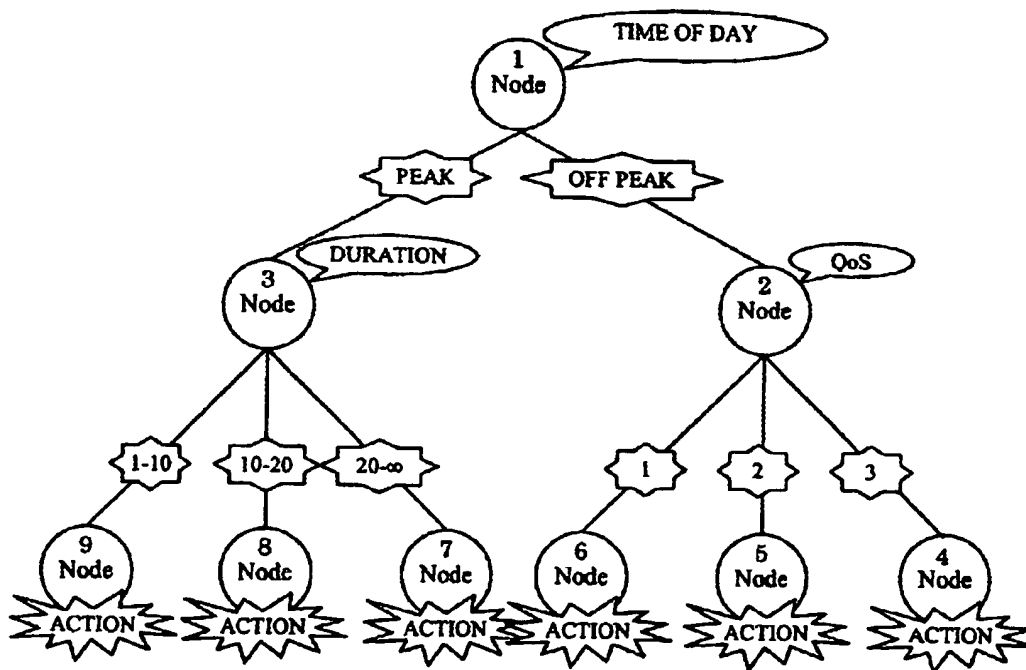 TIME OF DAY
1
Node
PEAK
OFF PEAK
DURATION
QoS
3
Node
2
Node
1-10
10-20
20-∞
1
2
3
9
Node
8
Node
7
Node
6
Node
5
Node
4
Node
ACTION
ACTION
ACTION
ACTION
ACTION
ACTION